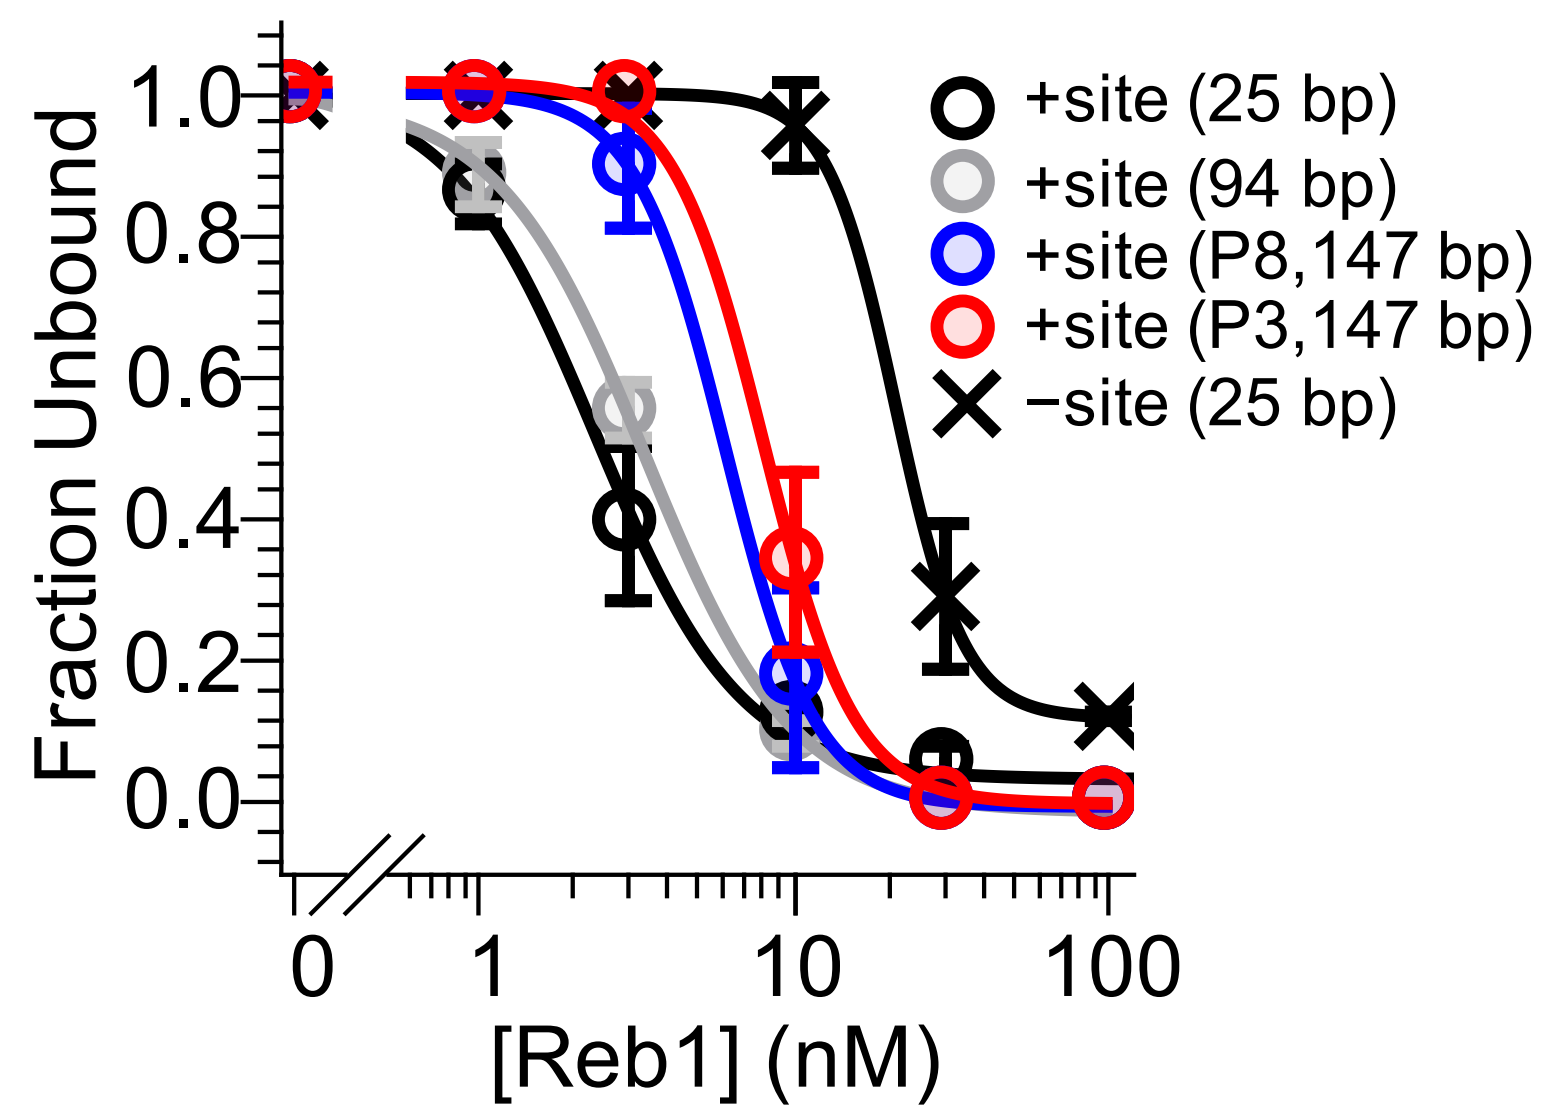 Fraction Unbound
1.0
0.8
0.6
0.4
0.2
0.0
0
1
10
100
[Reb1] (nM)
+site (25 bp)
+site (94 bp)
+site (P8,147 bp)
+site (P3,147 bp)
−site (25 bp)